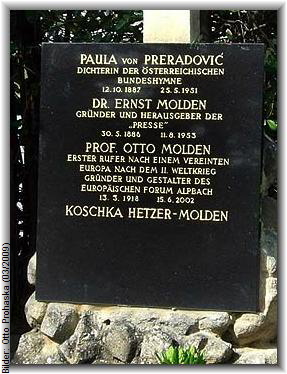 PAULA VON PRERADOVIĆ
DICHTERIN DER ÖSTERREICHISCHEN
BUNDESHYMNE
12.10.1887 25.5.1951
DR. ERNST MOLDEN
GRÜNDER UND HERAUSGEBER DER
„PRESSE"
30.5.1886 11.8.1953
PROF. OTTO MOLDEN
ERSTER RUFER NACH EINEM VEREINTEN
EUROPA NACH DEM II. WELTKRIEG
GRÜNDER UND GESTALTER DES
EUROPÄISCHEN FORUM ALPBACH
13.3.1918 15.6.2002
KOSCHKA HETZER-MOLDEN
Bilder: Otto Prohaska (03/2009)